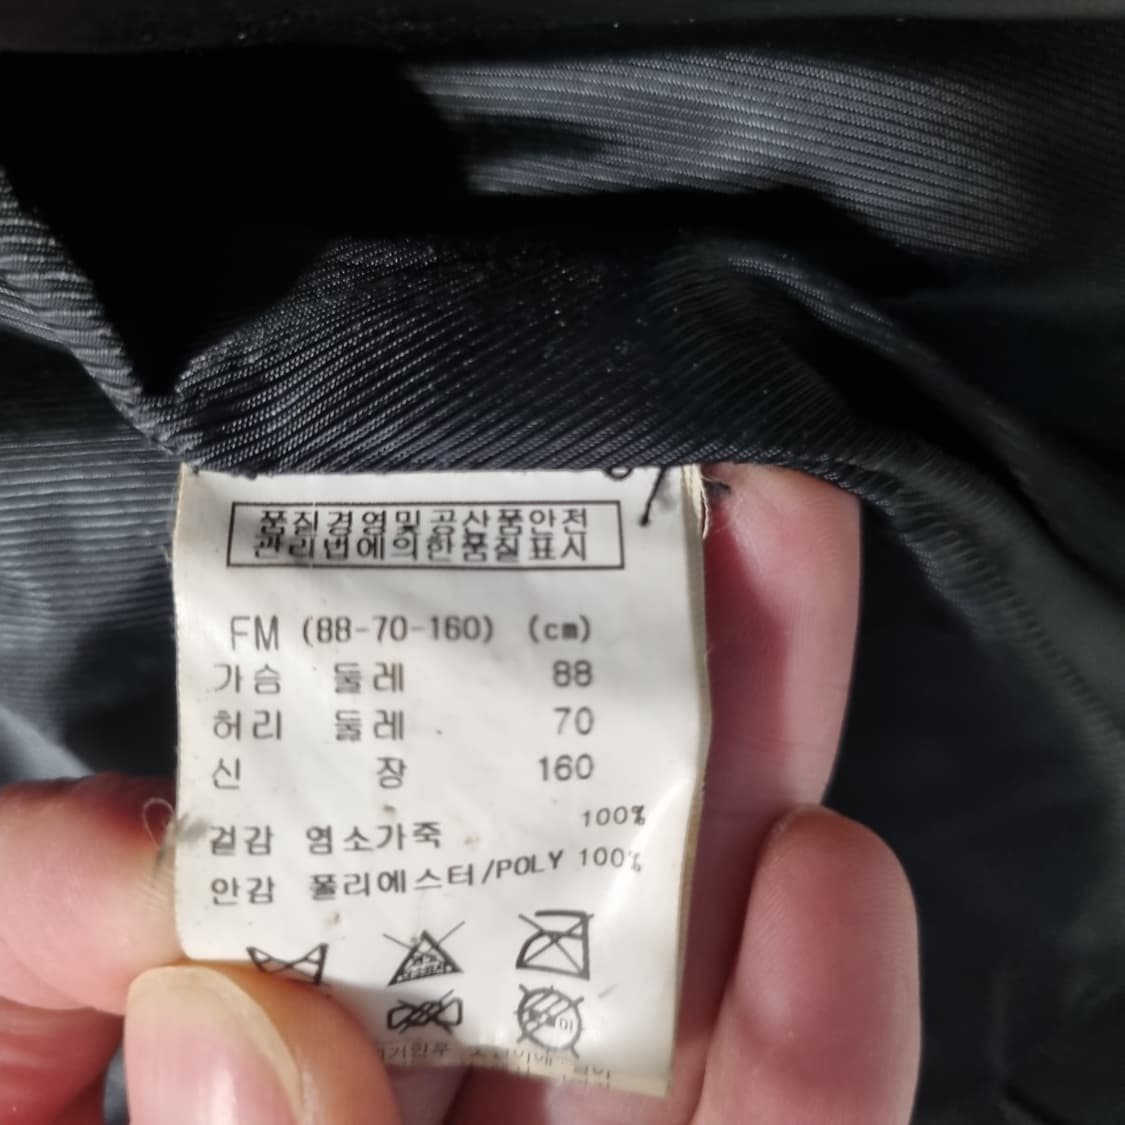 품질경영및공산품안전
관리법에의한품질표시
FM (88-70-160) (cm)
가슴 둘레 88
허리 둘레 70
신 장 160
겉감 염소가죽 100%
안감 폴리에스터/POLY 100%